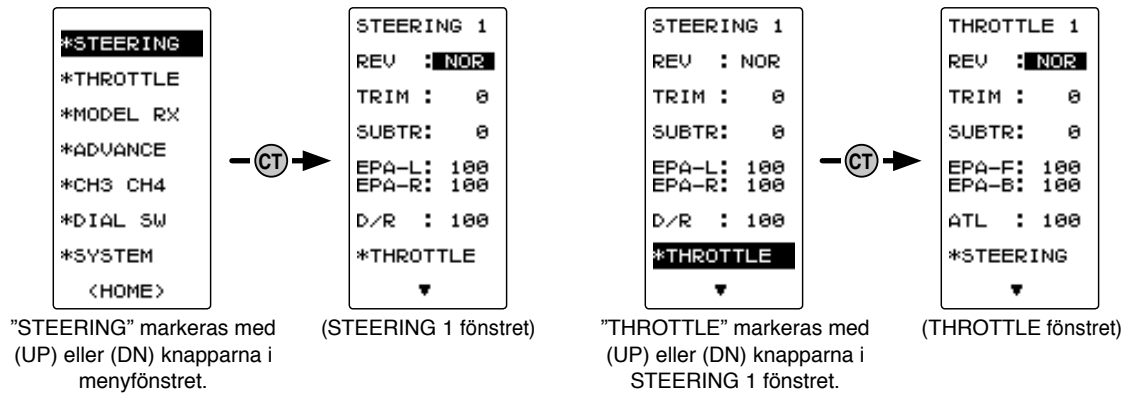 *STEERING
*THROTTLE
*MODEL RX
*ADVANCE
*CH3 CH4
*DIAL SW
*SYSTEM
<HOME>
"STEERING" markeras med
(UP) eller (DN) knapparna i
menyfönstret.
CT
STEERING 1
REV : NOR
TRIM : 0
SUBTR: 0
EPA-L: 100
EPA-R: 100
D/R : 100
*THROTTLE
▼
(STEERING 1 fönstret)
STEERING 1
REV : NOR
TRIM : 0
SUBTR: 0
EPA-L: 100
EPA-R: 100
D/R : 100
*THROTTLE
▼
"THROTTLE" markeras med
(UP) eller (DN) knapparna i
STEERING 1 fönstret.
CT
THROTTLE 1
REV : NOR
TRIM : 0
SUBTR: 0
EPA-F: 100
EPA-B: 100
ATL : 100
*STEERING
▼
(THROTTLE fönstret)